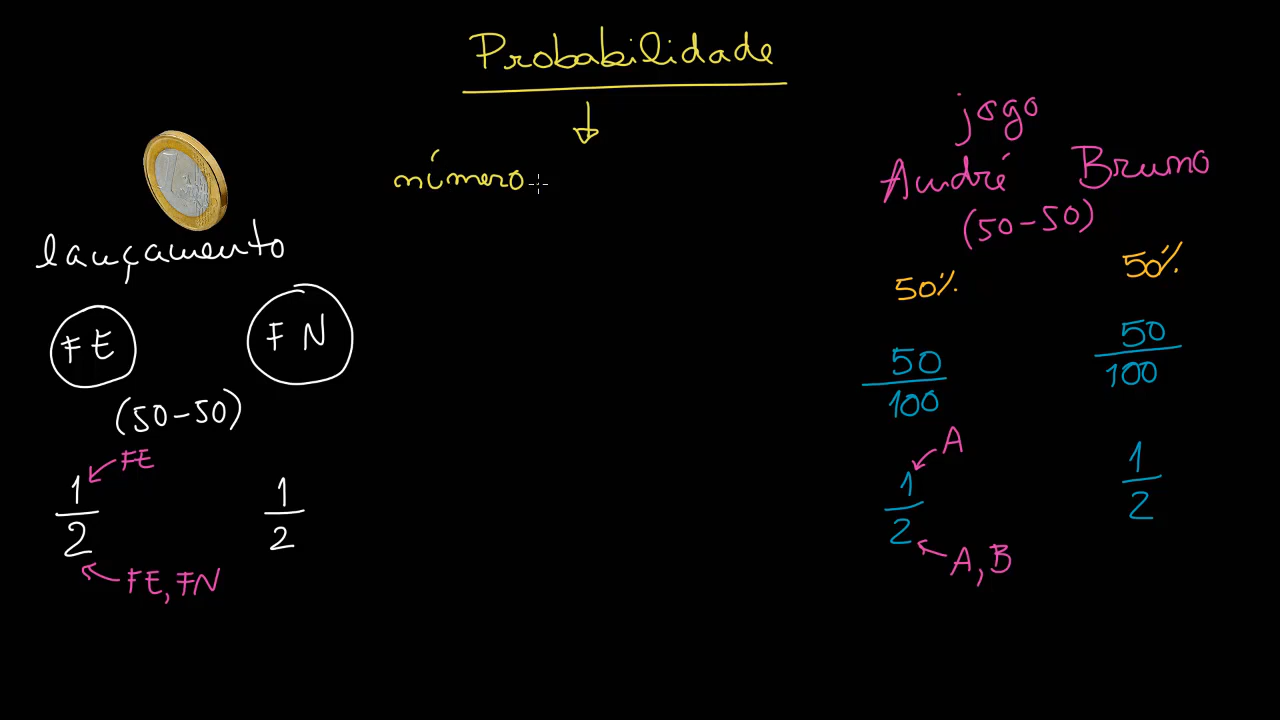 Probabilidade
número
lançamento
FE FN
(50-50)
1/2 FE
FE, FN
1/2
jogo
André Bruno
(50-50)
50% 50%
50/100 50/100
1/2 A
A, B
1/2